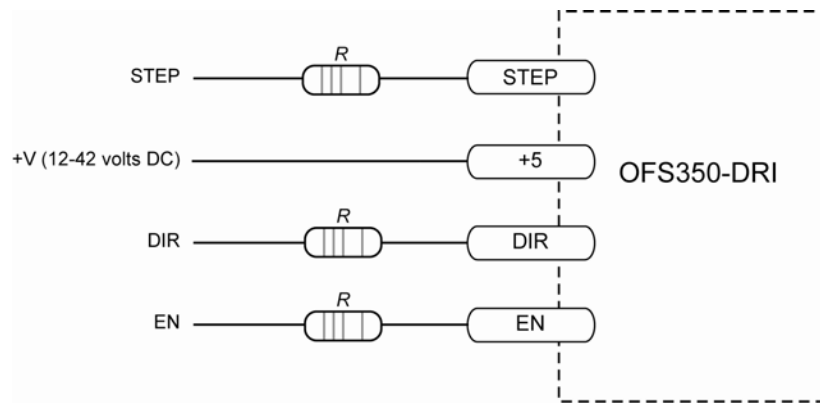 R
STEP STEP
+V (12-42 volts DC) +5
OFS350-DRI
R
DIR DIR
R
EN EN